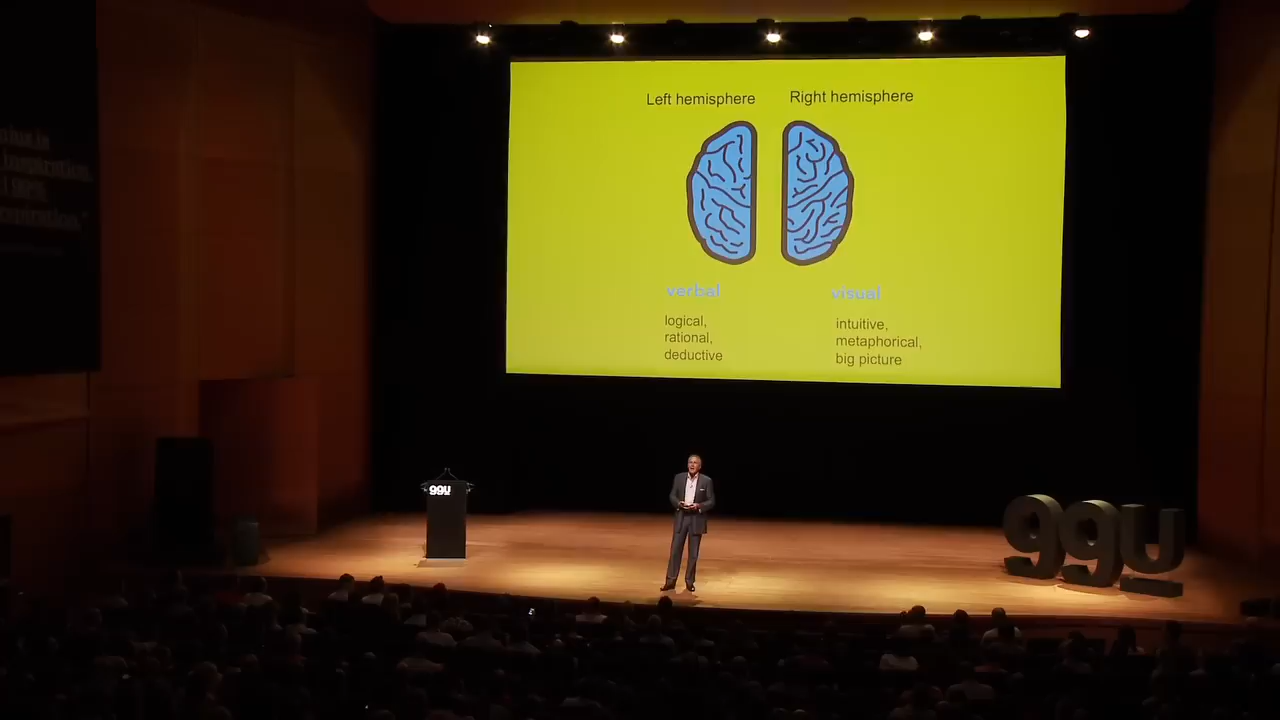 Left hemisphere
Right hemisphere
verbal
logical,
rational,
deductive
visual
intuitive,
metaphorical,
big picture
99u
99u